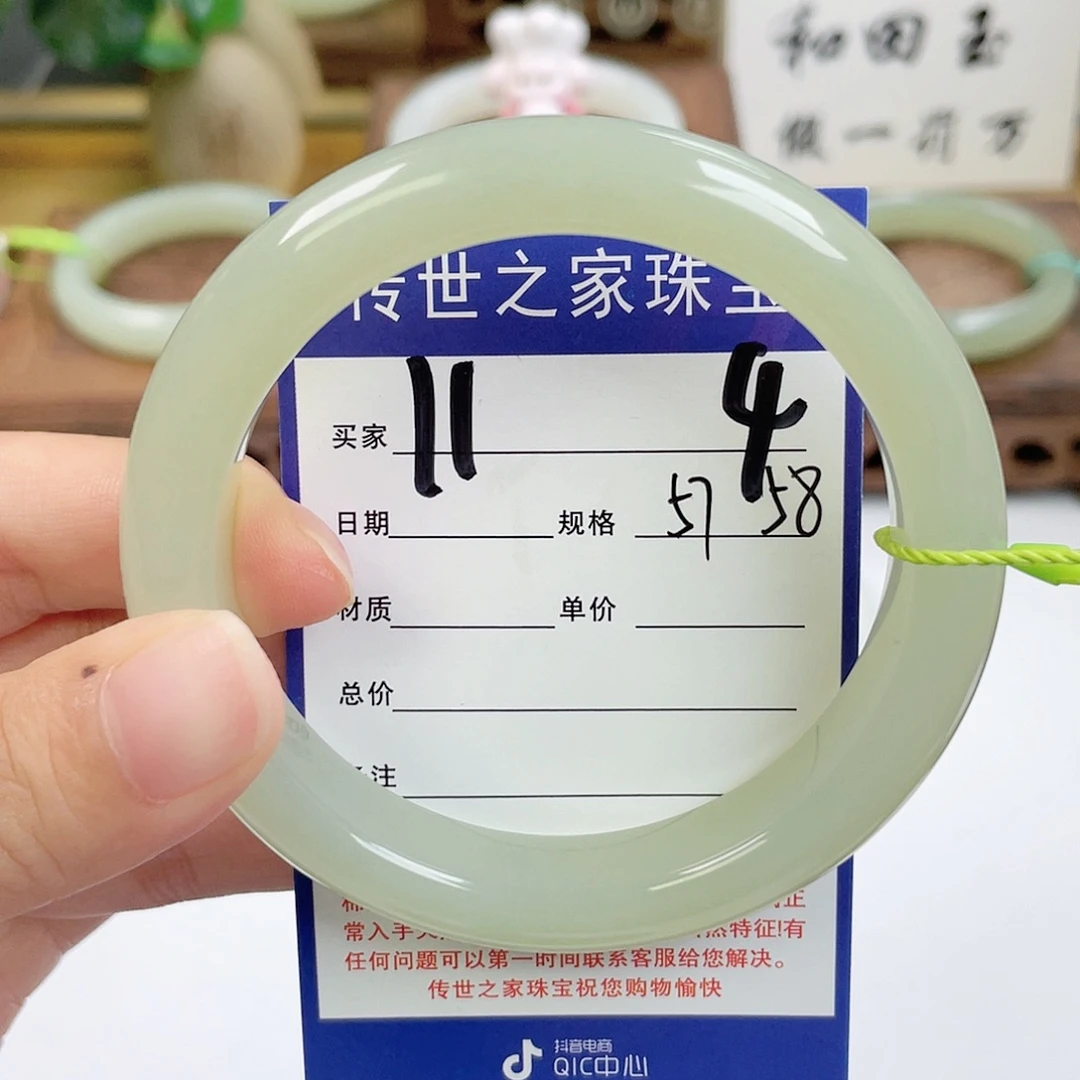 和田玉
假一斤万
传世之家珠宝
买家 11 4
日期 规格 57 58
材质 单价
总价
备注
常入手 然特征!有
任何问题可以第一时间联系客服给您解决。
传世之家珠宝祝您购物愉快
抖音电商
QIC中心